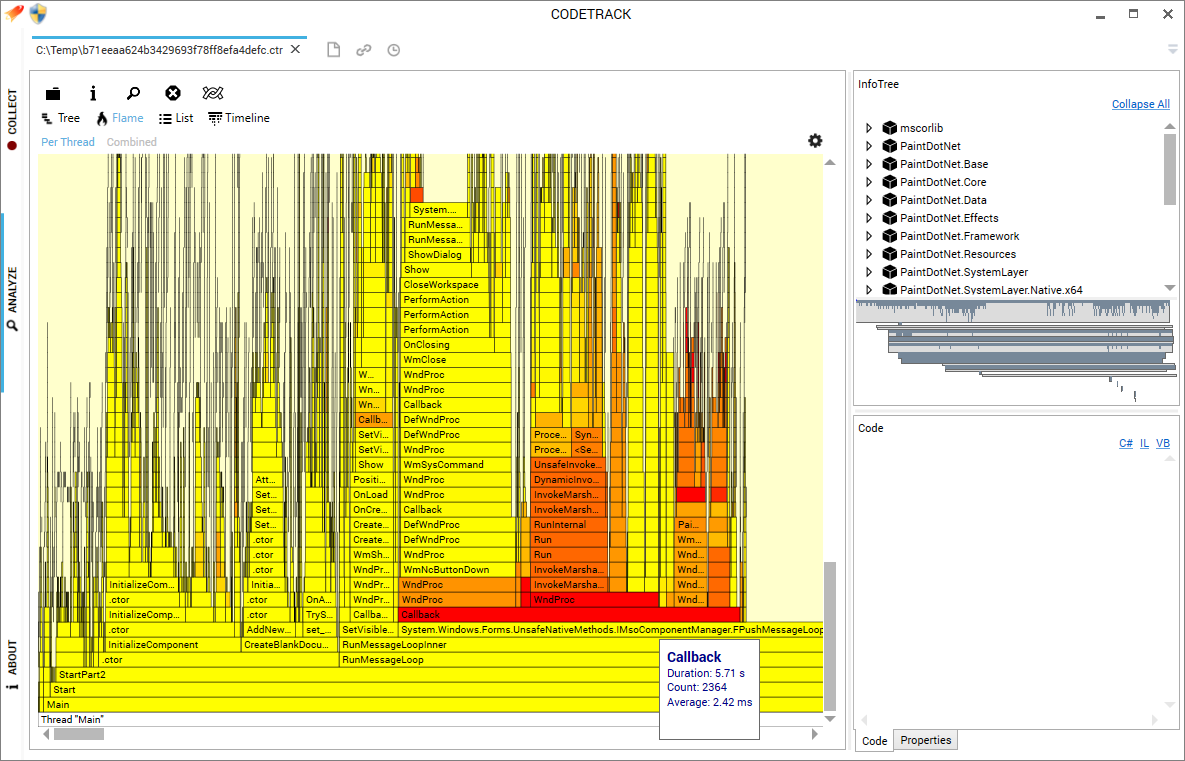 CODETRACK
C:\Temp\b71eeaa624b3429693f78ff8efa4defc.ctr
COLLECT
ANALYZE
ABOUT
Tree Flame List Timeline
Per Thread Combined
System....
RunMessa...
RunMessa...
ShowDialog
Show
CloseWorkspace
PerformAction
PerformAction
PerformAction
OnClosing
WmClose
W... WndProc
Wn... WndProc
Wn... Callback
Callb... DefWndProc
SetVi... DefWndProc Proce... Syn...
SetVi... WndProc Proce... <Se...
Show WmSysCommand UnsafeInvoke...
Att... Positi... WndProc DynamicInvo...
Set... OnLoad WndProc InvokeMarsh...
Set... OnCre... Callback InvokeMarsh...
Set... Create... DefWndProc RunInternal Pai...
.ctor Create... DefWndProc Run Wm...
.ctor WmSh... WndProc Run Wnd...
.ctor WndPr... WmNcButtonDown InvokeMarsha... Wnd...
InitializeCom... Initia... WndPr... WndProc InvokeMarsha... Wnd...
.ctor .ctor OnA... WndPr... WndProc WndProc Wnd...
InitializeComp... .ctor TryS... Callba... Callback
.ctor AddNew... set_... SetVisible... System.Windows.Forms.UnsafeNativeMethods.IMsoComponentManager.FPushMessageLoop
InitializeComponent CreateBlankDocu... RunMessageLoopInner
.ctor RunMessageLoop
StartPart2
Start
Main
Thread "Main"
Callback
Duration: 5.71 s
Count: 2364
Average: 2.42 ms
InfoTree
Collapse All
mscorlib
PaintDotNet
PaintDotNet.Base
PaintDotNet.Core
PaintDotNet.Data
PaintDotNet.Effects
PaintDotNet.Framework
PaintDotNet.Resources
PaintDotNet.SystemLayer
PaintDotNet.SystemLayer.Native.x64
Code
C# IL VB
Code Properties